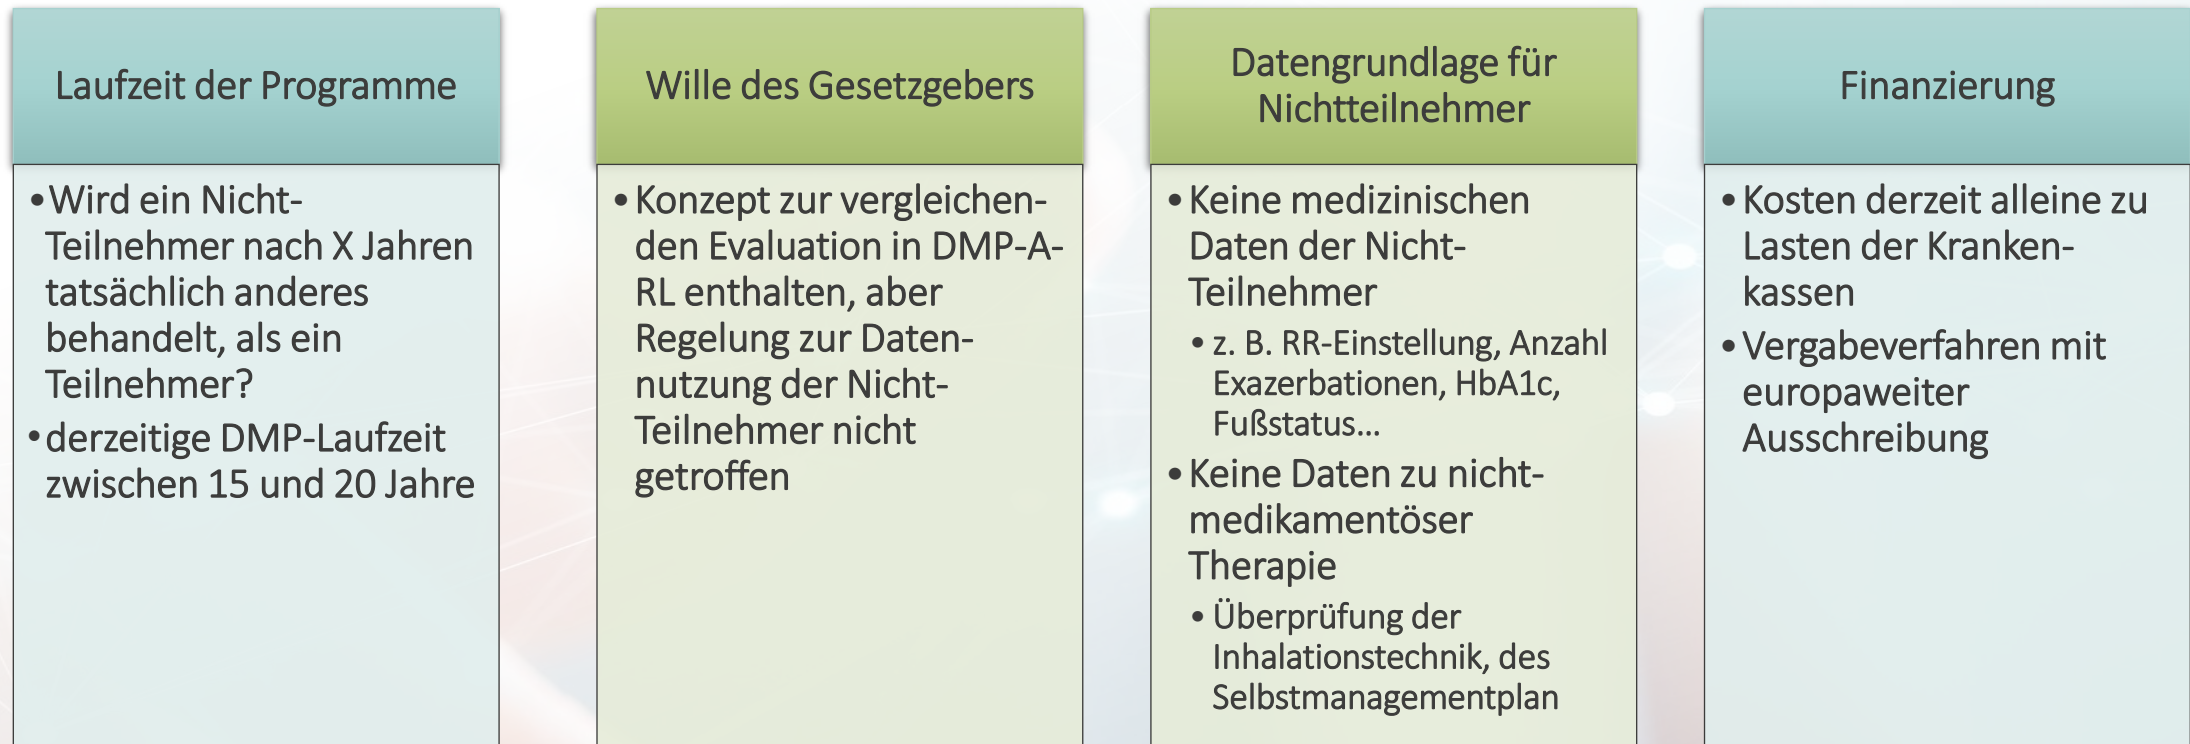 Laufzeit der Programme
•Wird ein Nicht-
Teilnehmer nach X Jahren
tatsächlich anderes
behandelt, als ein
Teilnehmer?
•derzeitige DMP-Laufzeit
zwischen 15 und 20 Jahre
Wille des Gesetzgebers
•Konzept zur vergleichen-
den Evaluation in DMP-A-
RL enthalten, aber
Regelung zur Daten-
nutzung der Nicht-
Teilnehmer nicht
getroffen
Datengrundlage für
Nichtteilnehmer
•Keine medizinischen
Daten der Nicht-
Teilnehmer
•z. B. RR-Einstellung, Anzahl
Exazerbationen, HbA1c,
Fußstatus…
•Keine Daten zu nicht-
medikamentöser
Therapie
•Überprüfung der
Inhalationstechnik, des
Selbstmanagementplan
Finanzierung
•Kosten derzeit alleine zu
Lasten der Kranken-
kassen
•Vergabeverfahren mit
europaweiter
Ausschreibung